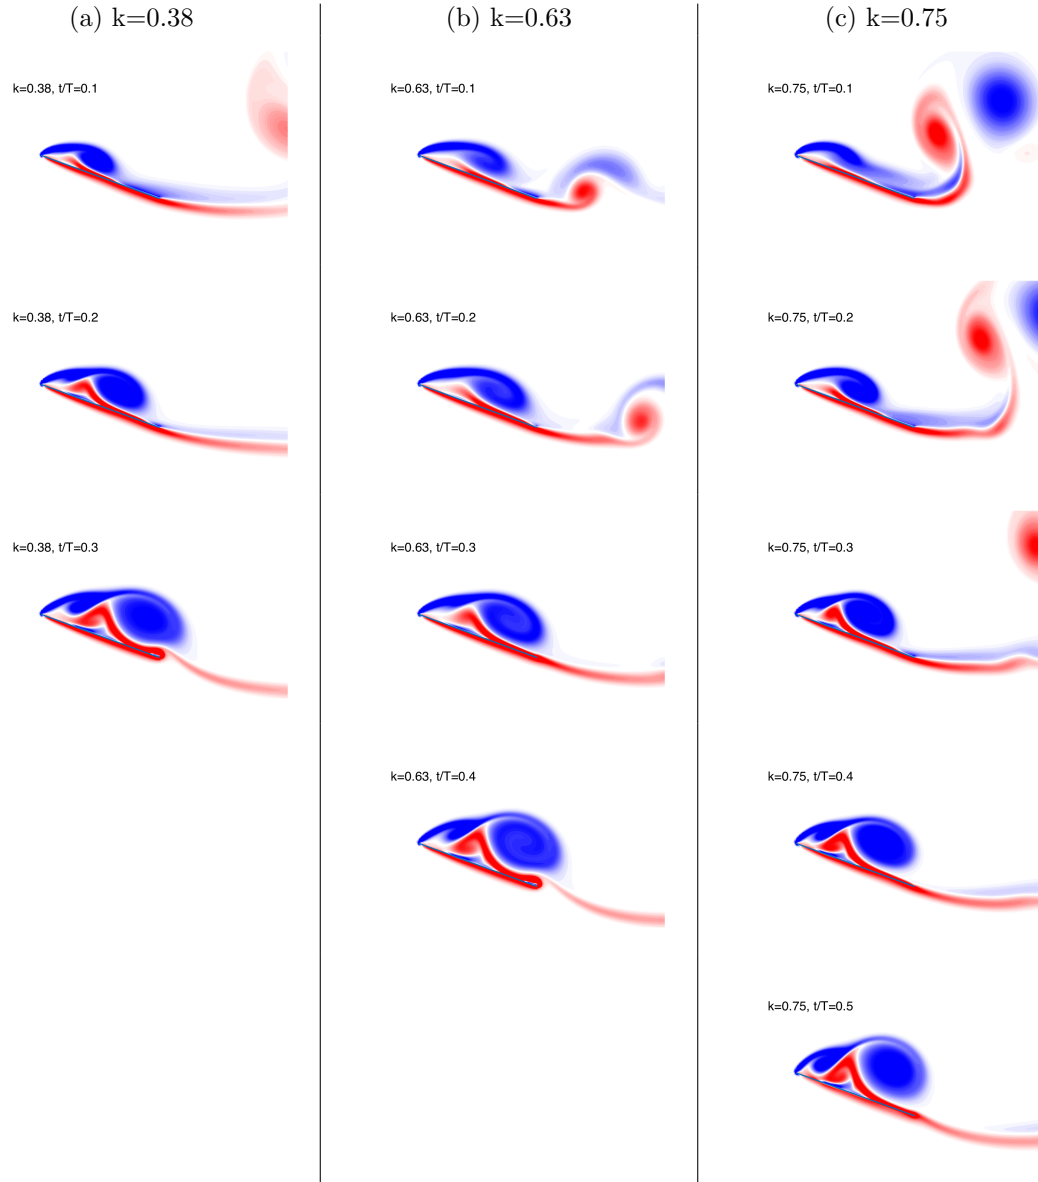 (a) k=0.38
(b) k=0.63
(c) k=0.75
k=0.38, t/T=0.1
k=0.63, t/T=0.1
k=0.75, t/T=0.1
k=0.38, t/T=0.2
k=0.63, t/T=0.2
k=0.75, t/T=0.2
k=0.38, t/T=0.3
k=0.63, t/T=0.3
k=0.75, t/T=0.3
k=0.63, t/T=0.4
k=0.75, t/T=0.4
k=0.75, t/T=0.5